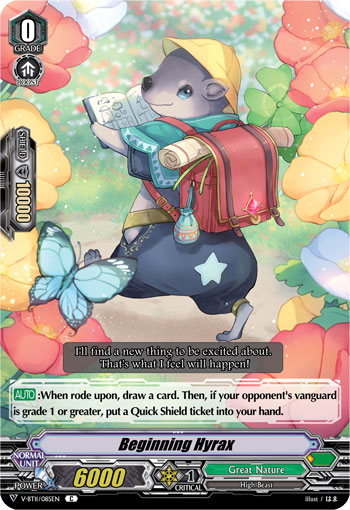 0
GRADE
BOOST
SHIELD
10000
I'll find a new thing to be excited about.
That's what I feel will happen!
AUTO:When rode upon, draw a card. Then, if your opponent's vanguard
is grade 1 or greater, put a Quick Shield ticket into your hand.
Beginning Hyrax
NORMAL
UNIT
POWER
6000
1
CRITICAL
Great Nature
High Beast
V-BT11/085EN C
Illust / はま